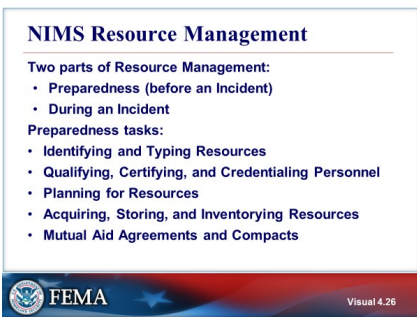 NIMS Resource Management
Two parts of Resource Management:
• Preparedness (before an Incident)
• During an Incident
Preparedness tasks:
• Identifying and Typing Resources
• Qualifying, Certifying, and Credentialing Personnel
• Planning for Resources
• Acquiring, Storing, and Inventorying Resources
• Mutual Aid Agreements and Compacts
FEMA
Visual 4.26